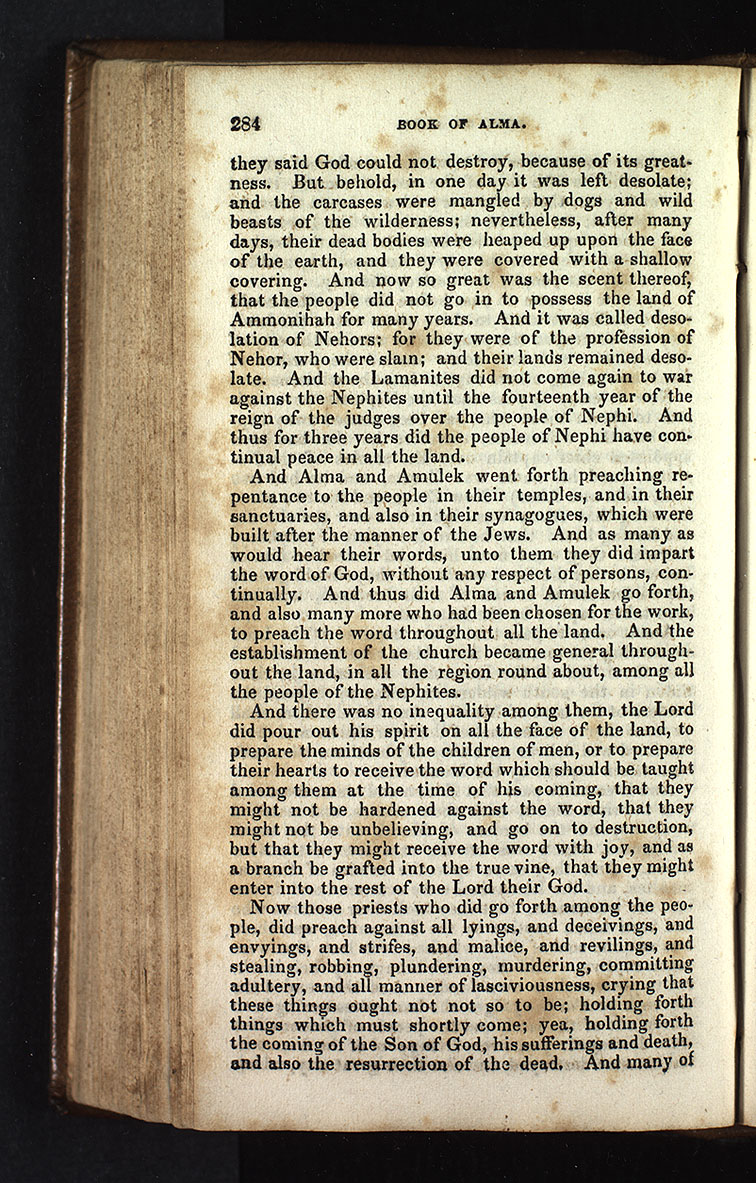 284 BOOK OF ALMA.
they said God could not destroy, because of its great-
ness. But behold, in one day it was left desolate;
and the carcases were mangled by dogs and wild
beasts of the wilderness; nevertheless, after many
days, their dead bodies were heaped up upon the face
of the earth, and they were covered with a shallow
covering. And now so great was the scent thereof,
that the people did not go in to possess the land of
Ammonihah for many years. And it was called deso-
lation of Nehors; for they were of the profession of
Nehor, who were slain; and their lands remained deso-
late. And the Lamanites did not come again to war
against the Nephites until the fourteenth year of the
reign of the judges over the people of Nephi. And
thus for three years did the people of Nephi have con-
tinual peace in all the land.
And Alma and Amulek went forth preaching re-
pentance to the people in their temples, and in their
sanctuaries, and also in their synagogues, which were
built after the manner of the Jews. And as many as
would hear their words, unto them they did impart
the word of God, without any respect of persons, con-
tinually. And thus did Alma and Amulek go forth,
and also many more who had been chosen for the work,
to preach the word throughout all the land. And the
establishment of the church became general through-
out the land, in all the region round about, among all
the people of the Nephites.
And there was no inequality among them, the Lord
did pour out his spirit on all the face of the land, to
prepare the minds of the children of men, or to prepare
their hearts to receive the word which should be taught
among them at the time of his coming, that they
might not be hardened against the word, that they
might not be unbelieving, and go on to destruction,
but that they might receive the word with joy, and as
a branch be grafted into the true vine, that they might
enter into the rest of the Lord their God.
Now those priests who did go forth among the peo-
ple, did preach against all lyings, and deceivings, and
envyings, and strifes, and malice, and revilings, and
stealing, robbing, plundering, murdering, committing
adultery, and all manner of lasciviousness, crying that
these things ought not not so to be; holding forth
things which must shortly come; yea, holding forth
the coming of the Son of God, his sufferings and death,
and also the resurrection of the dead. And many of